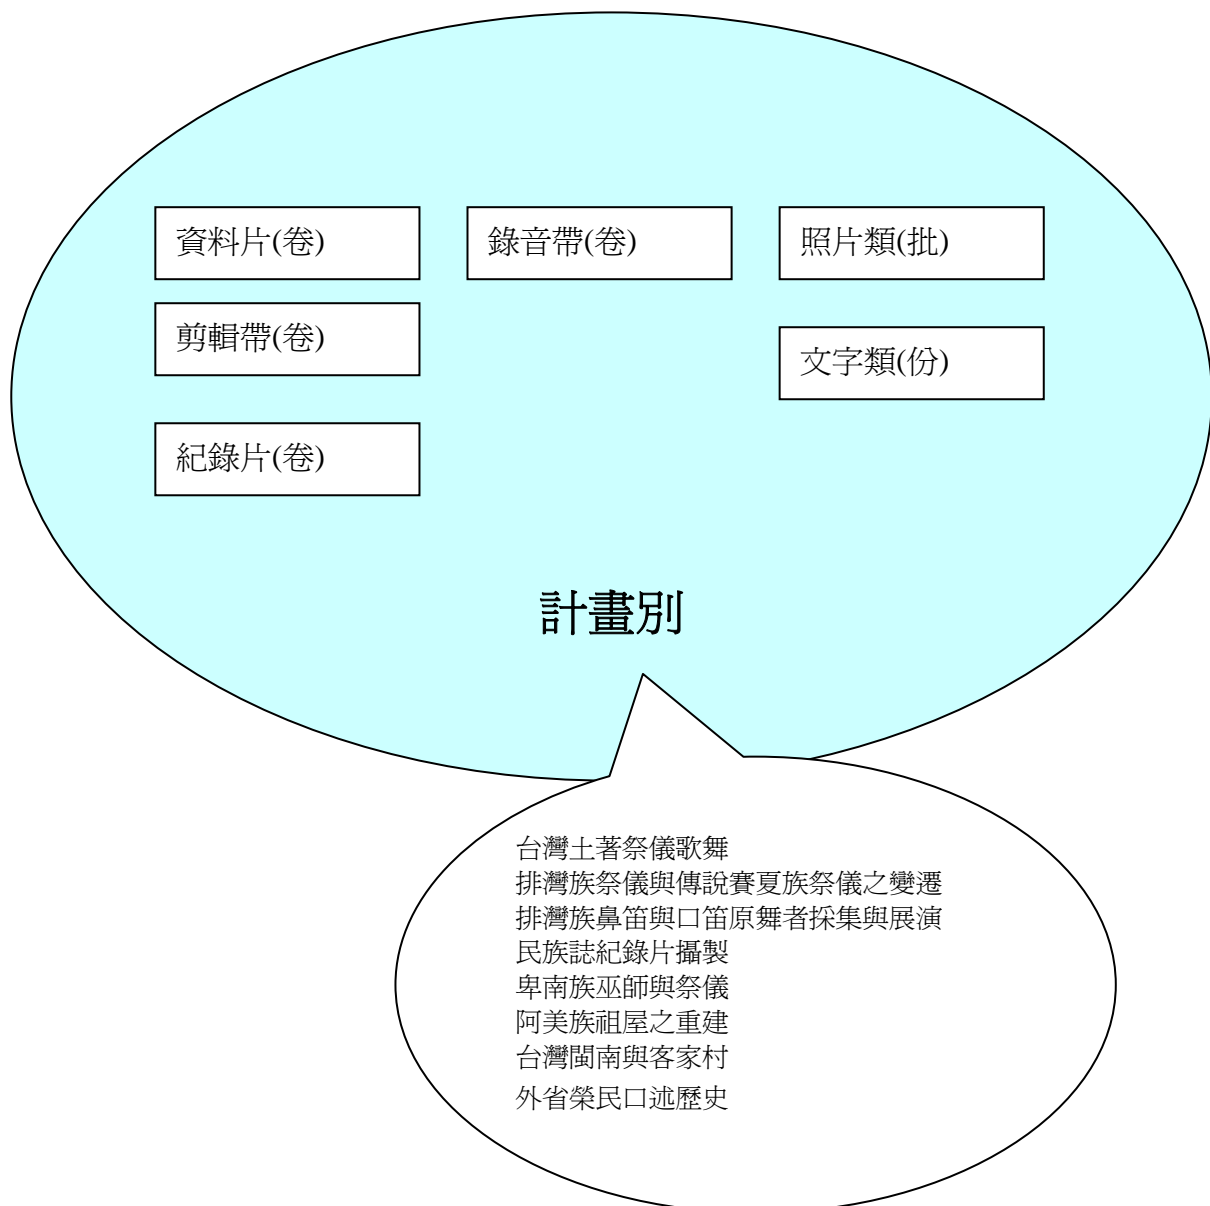 資料片(卷)
錄音帶(卷)
照片類(批)
剪輯帶(卷)
文字類(份)
紀錄片(卷)
計畫別
台灣土著祭儀歌舞
排灣族祭儀與傳說賽夏族祭儀之變遷
排灣族鼻笛與口笛原舞者採集與展演
民族誌紀錄片攝製
卑南族巫師與祭儀
阿美族祖屋之重建
台灣閩南與客家村
外省榮民口述歷史